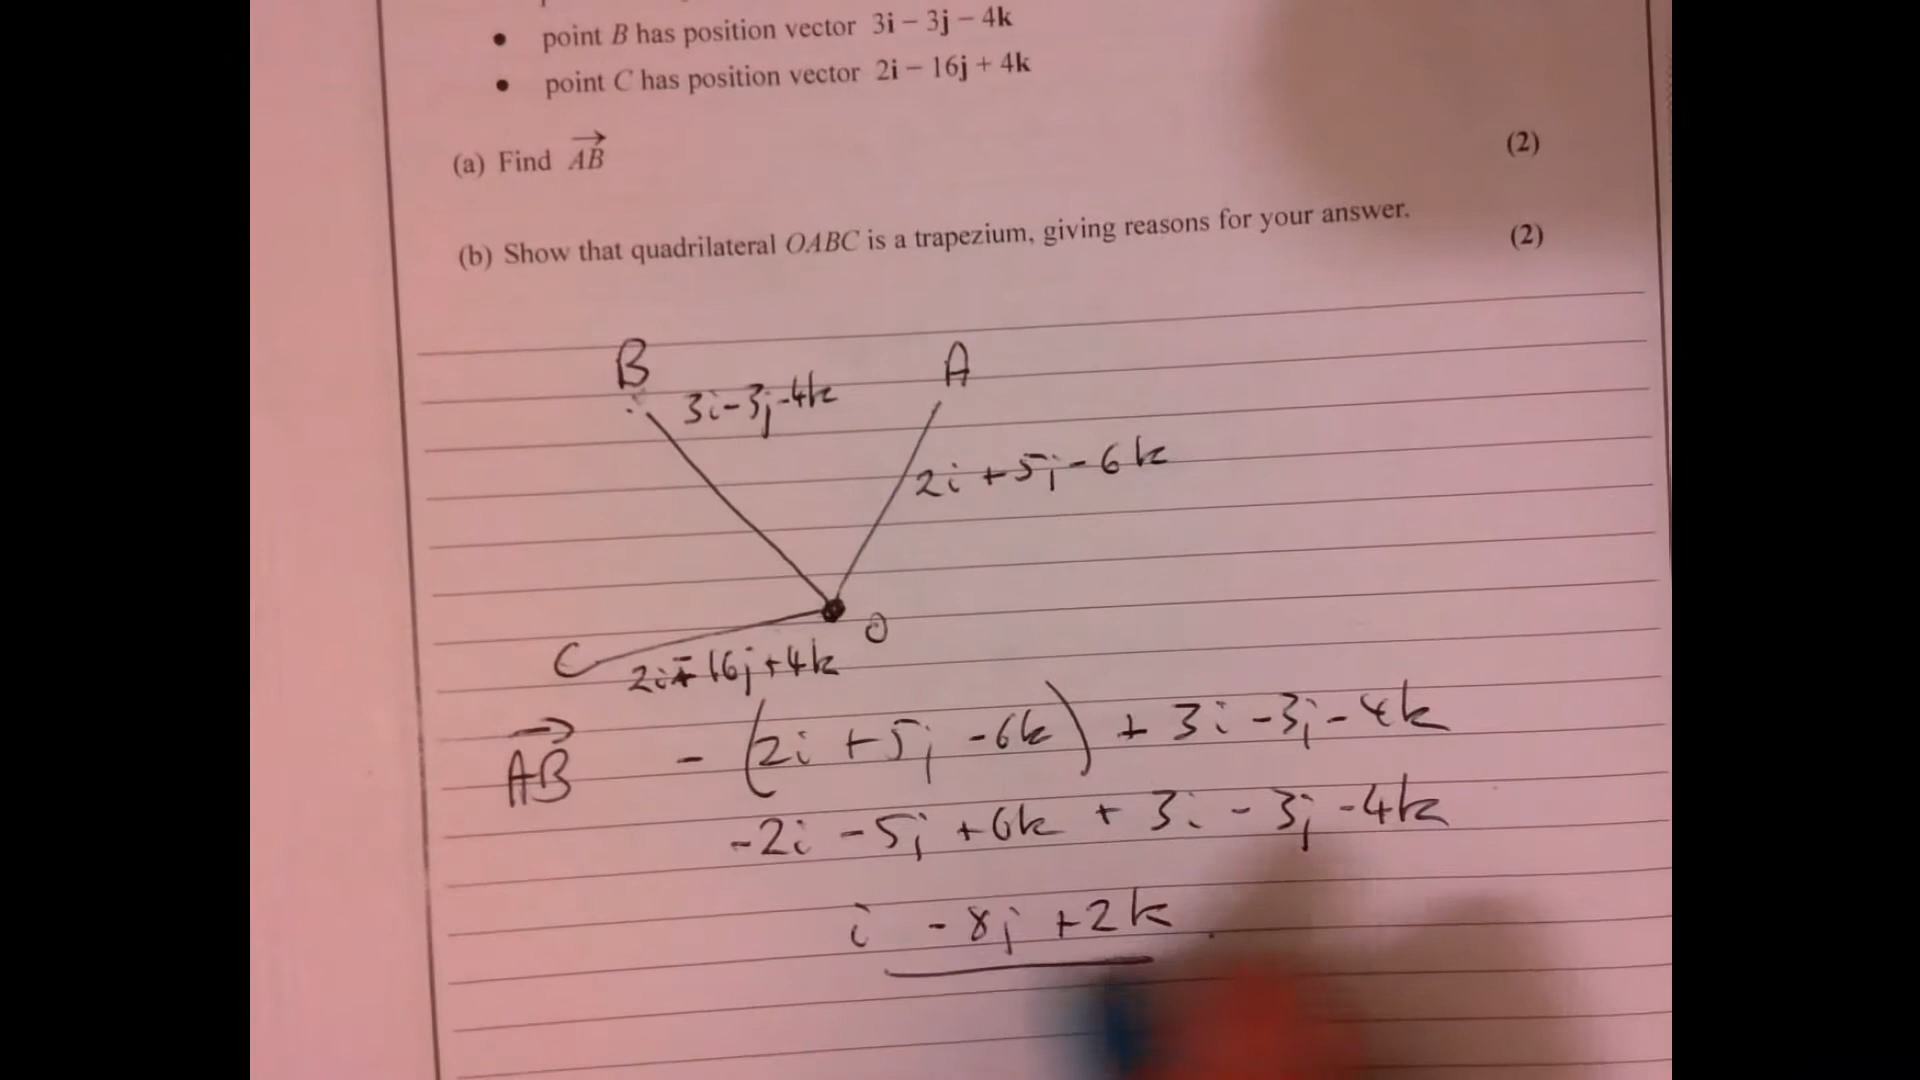 • point B has position vector 3i – 3j – 4k
• point C has position vector 2i – 16j + 4k
(a) Find AB
(2)
(b) Show that quadrilateral OABC is a trapezium, giving reasons for your answer.
(2)
B
A
3i-3j-4k
2i+5j-6k
O
C
2i-16j+4k
AB -(2i+5j-6k)+3i-3j-4k
-2i-5j+6k+3i-3j-4k
i-8j+2k